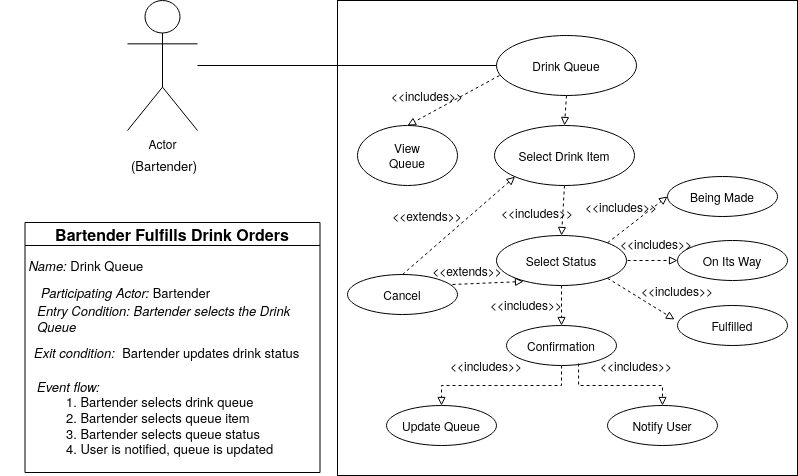 Drink Queue
<<includes>>
Actor
(Bartender)
View
Queue
Select Drink Item
Being Made
<<extends>>
<<includes>>
<<includes>>
Bartender Fulfills Drink Orders
<<includes>>
Name: Drink Queue
Select Status
On Its Way
<<extends>>
Participating Actor: Bartender
Cancel
<<includes>>
Entry Condition: Bartender selects the Drink
Queue
<<includes>>
Fulfilled
Exit condition: Bartender updates drink status
Confirmation
<<includes>>
<<includes>>
Event flow:
1. Bartender selects drink queue
2. Bartender selects queue item
3. Bartender selects queue status
4. User is notified, queue is updated
Update Queue
Notify User